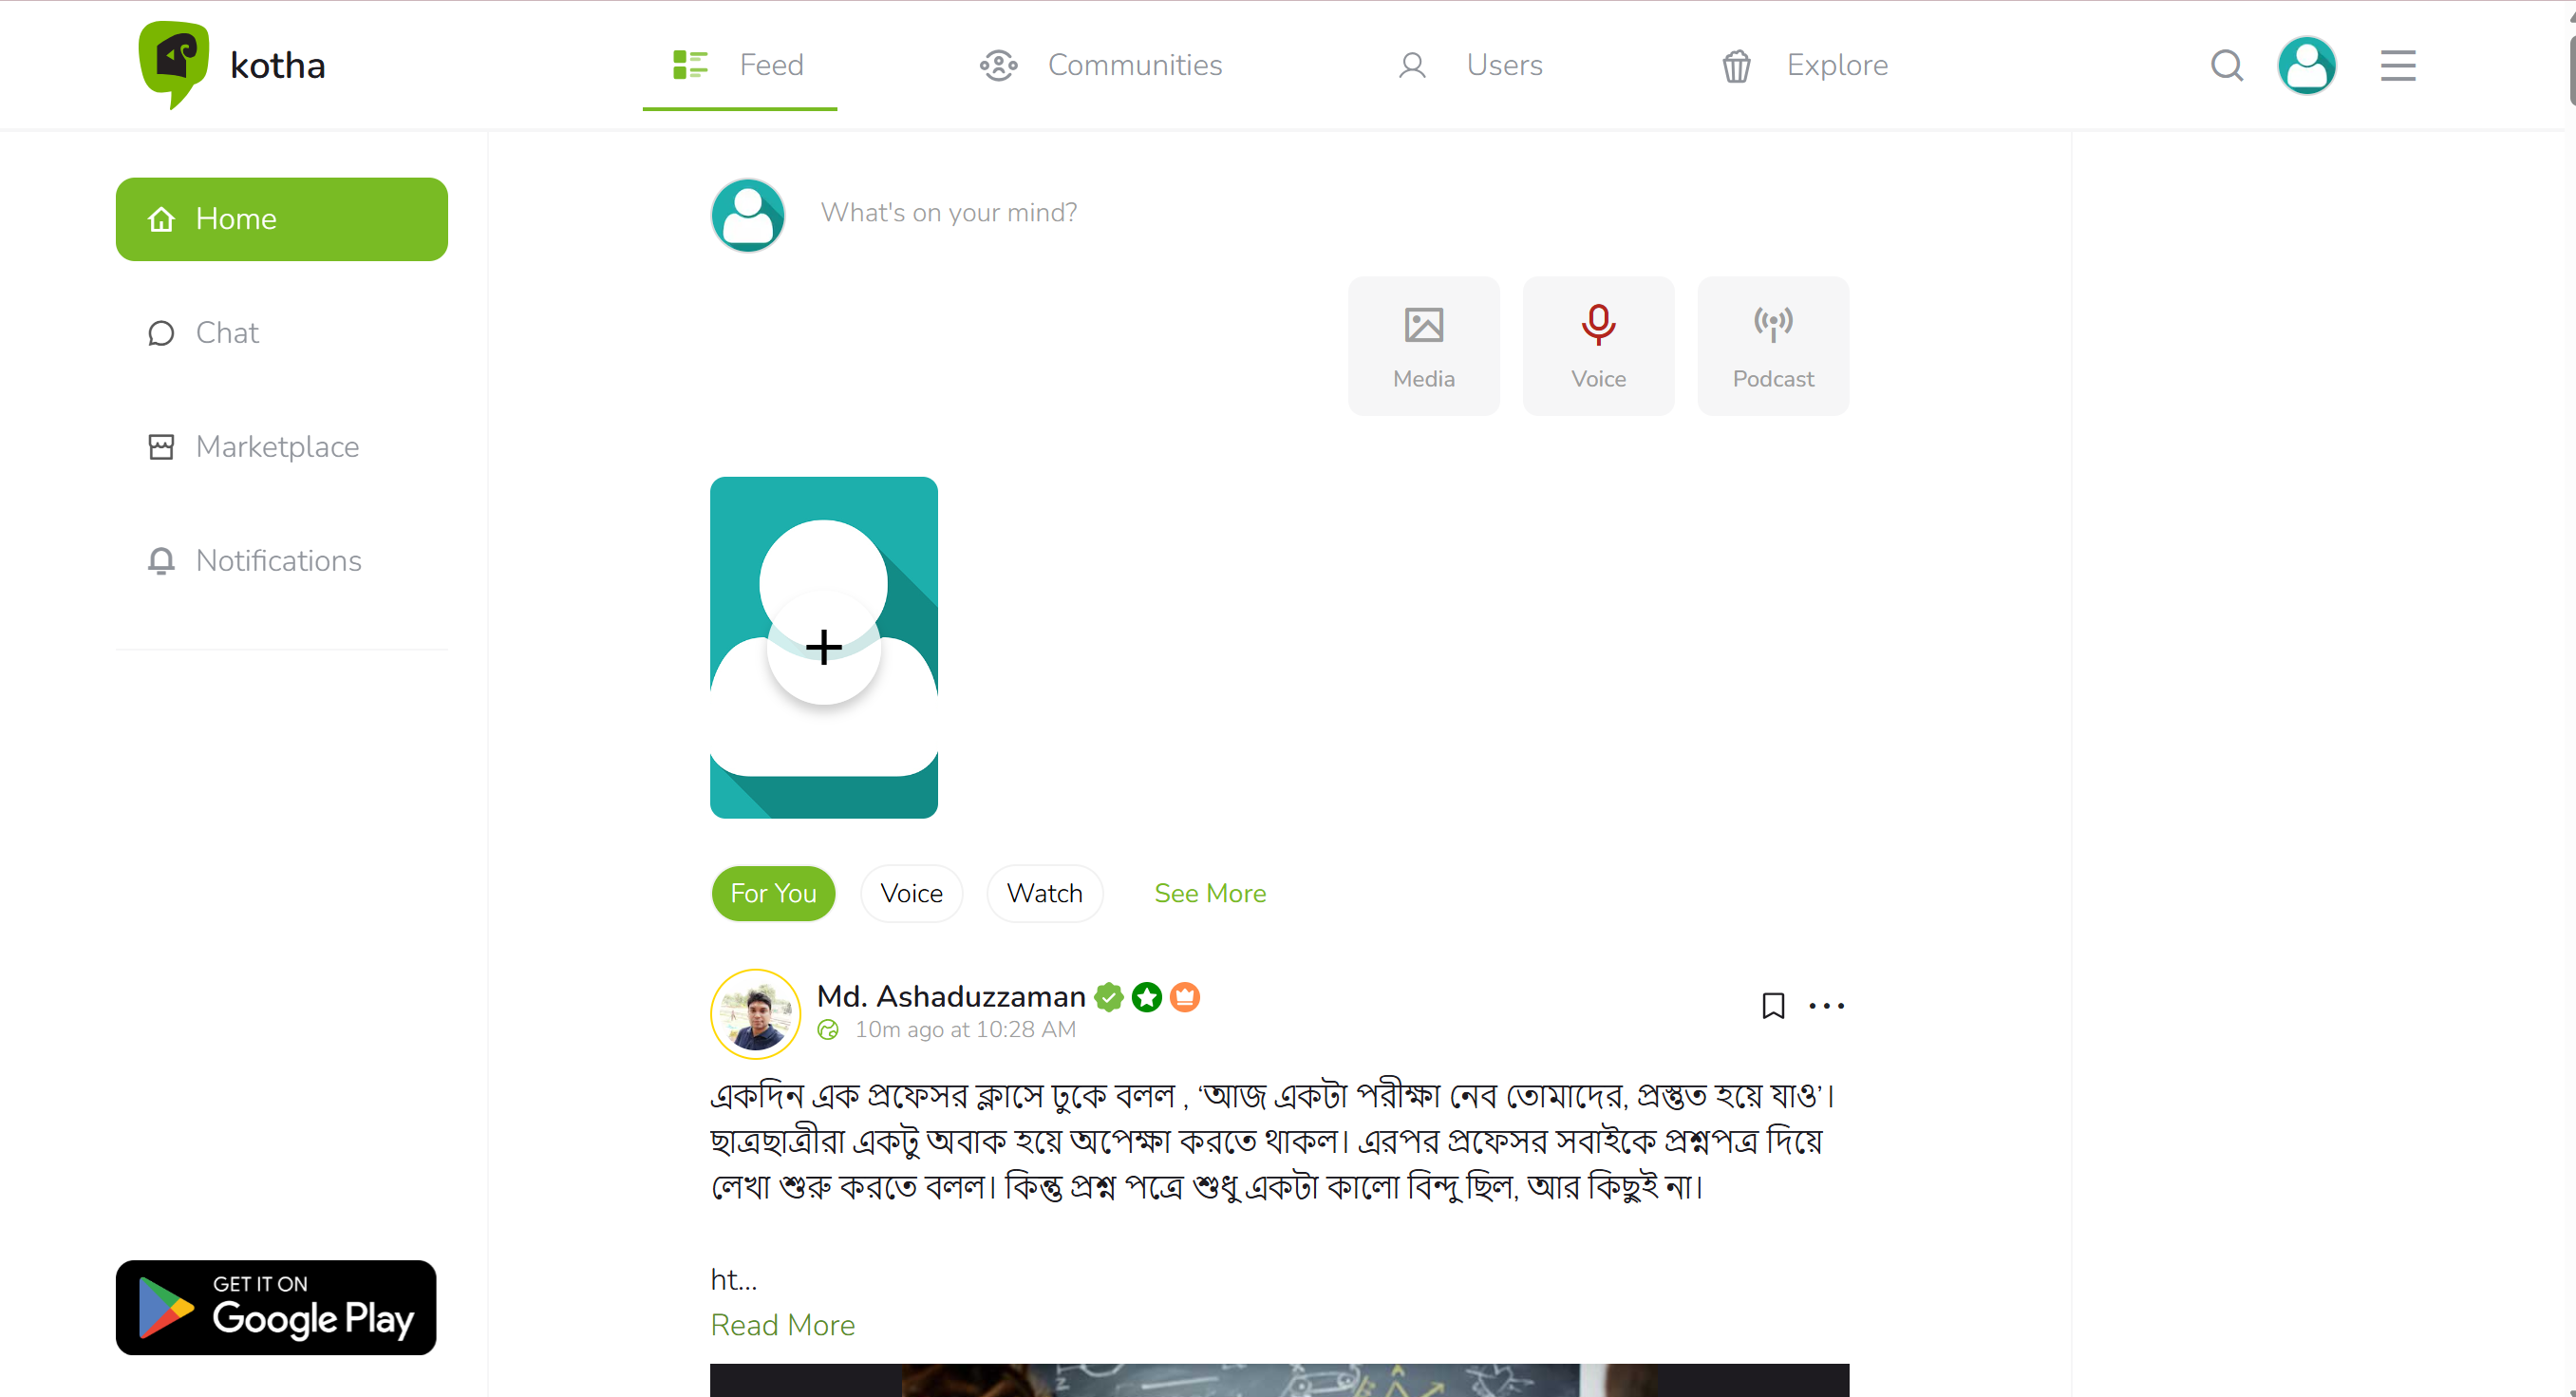 kotha
Feed
Communities
Users
Explore
Home
Chat
Marketplace
Notifications
What's on your mind?
Media
Voice
Podcast
For You
Voice
Watch
See More
Md. Ashaduzzaman
10m ago at 10:28 AM
একদিন এক প্রফেসর ক্লাসে ঢুকে বলল , ‘আজ একটা পরীক্ষা নেব তোমাদের, প্রস্তুত হয়ে যাও’।
ছাত্রছাত্রীরা একটু অবাক হয়ে অপেক্ষা করতে থাকল। এরপর প্রফেসর সবাইকে প্রশ্নপত্র দিয়ে
লেখা শুরু করতে বলল। কিন্তু প্রশ্ন পত্রে শুধু একটা কালো বিন্দু ছিল, আর কিছুই না।
ht...
Read More
GET IT ON
Google Play